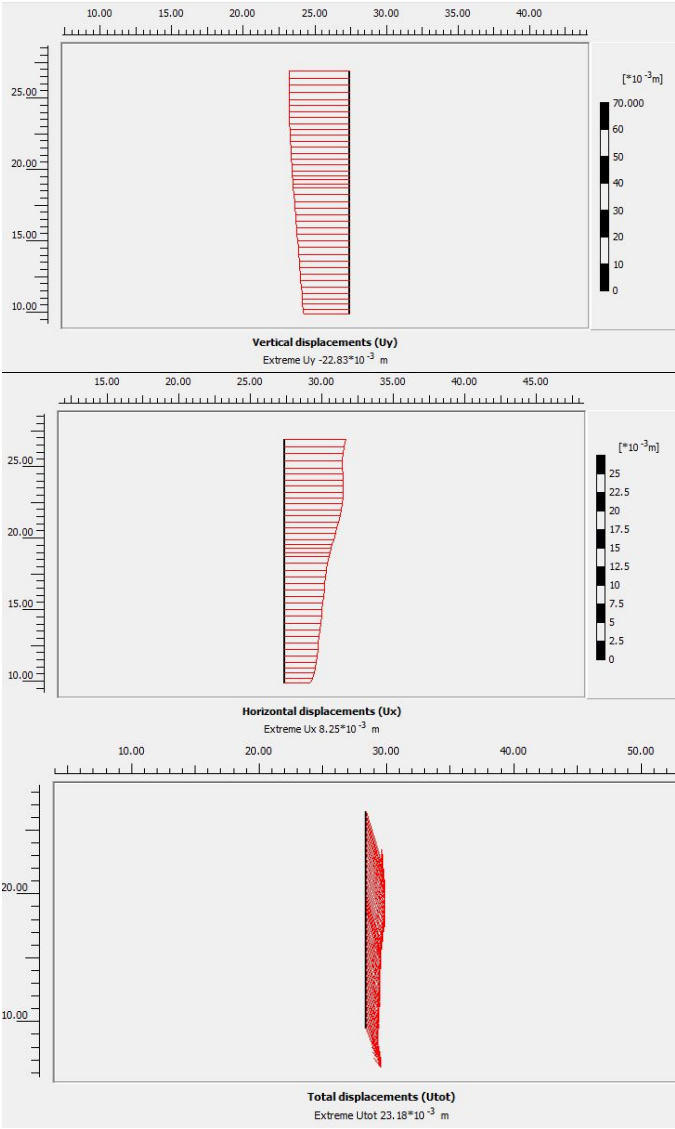 10.00 15.00 20.00 25.00 30.00 35.00 40.00
25.00
20.00
15.00
10.00
[*10 -3m]
70.000
60
50
40
30
20
10
0
Vertical displacements (Uy)
Extreme Uy -22.83*10 -3 m
15.00 20.00 25.00 30.00 35.00 40.00 45.00
25.00
20.00
15.00
10.00
[*10 -3m]
25
22.5
20
17.5
15
12.5
10
7.5
5
2.5
0
Horizontal displacements (Ux)
Extreme Ux 8.25*10 -3 m
10.00 20.00 30.00 40.00 50.00
20.00
10.00
Total displacements (Utot)
Extreme Utot 23.18*10 -3 m